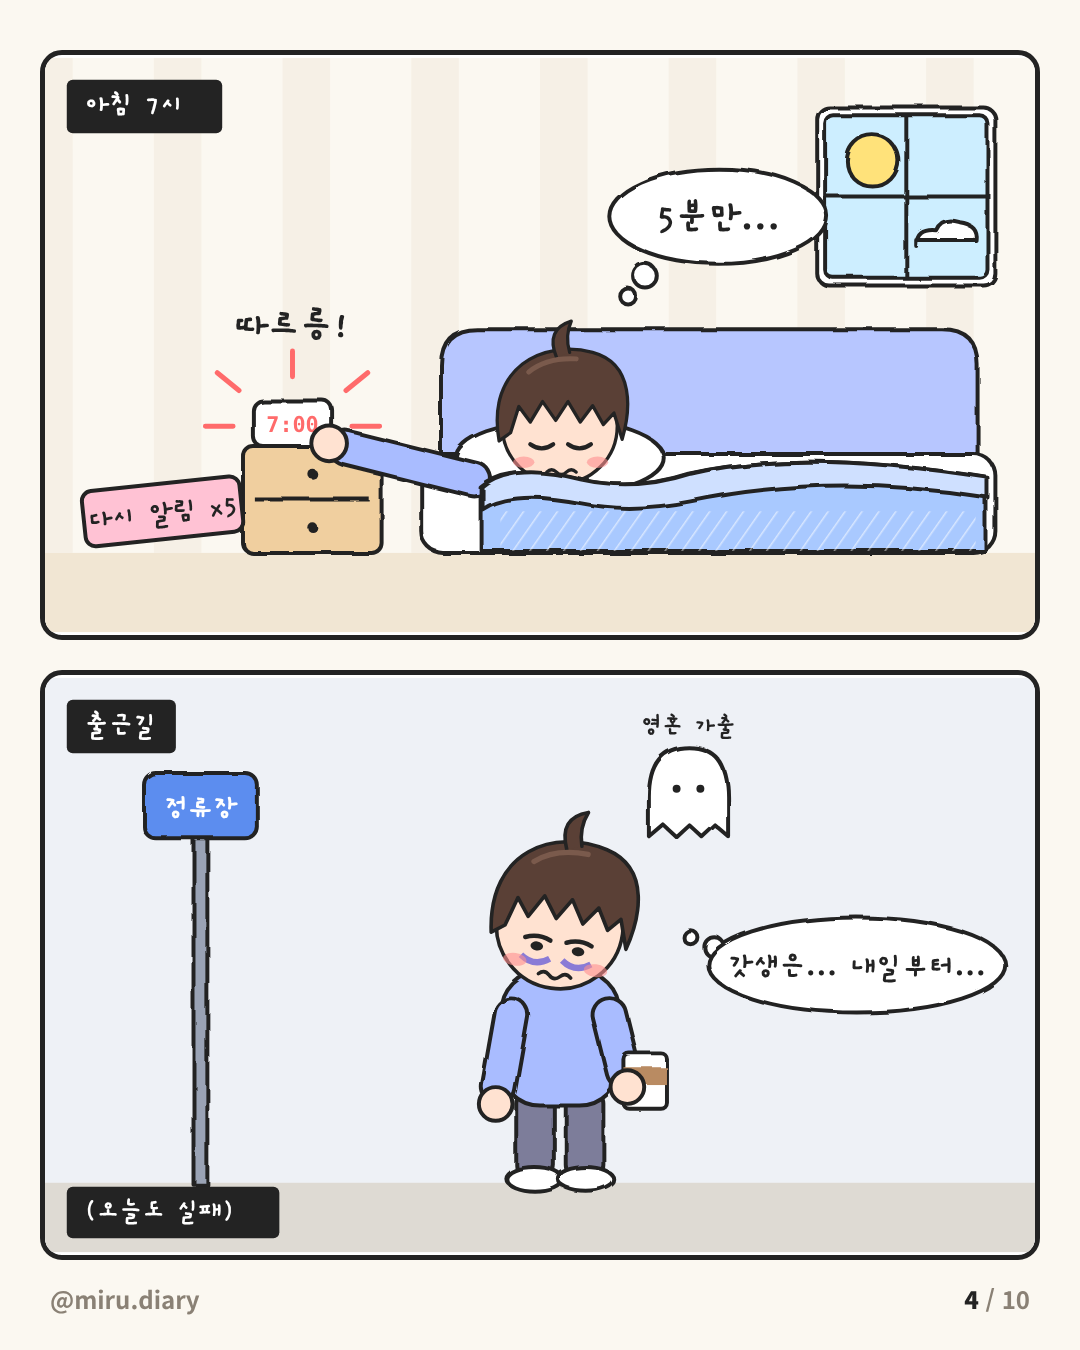 아침 7시
5분만...
따르릉!
7:00
다시 알림 x5
출근길
영혼 가출
정류장
갓생은... 내일부터...
(오늘도 실패)
@miru.diary
4 / 10